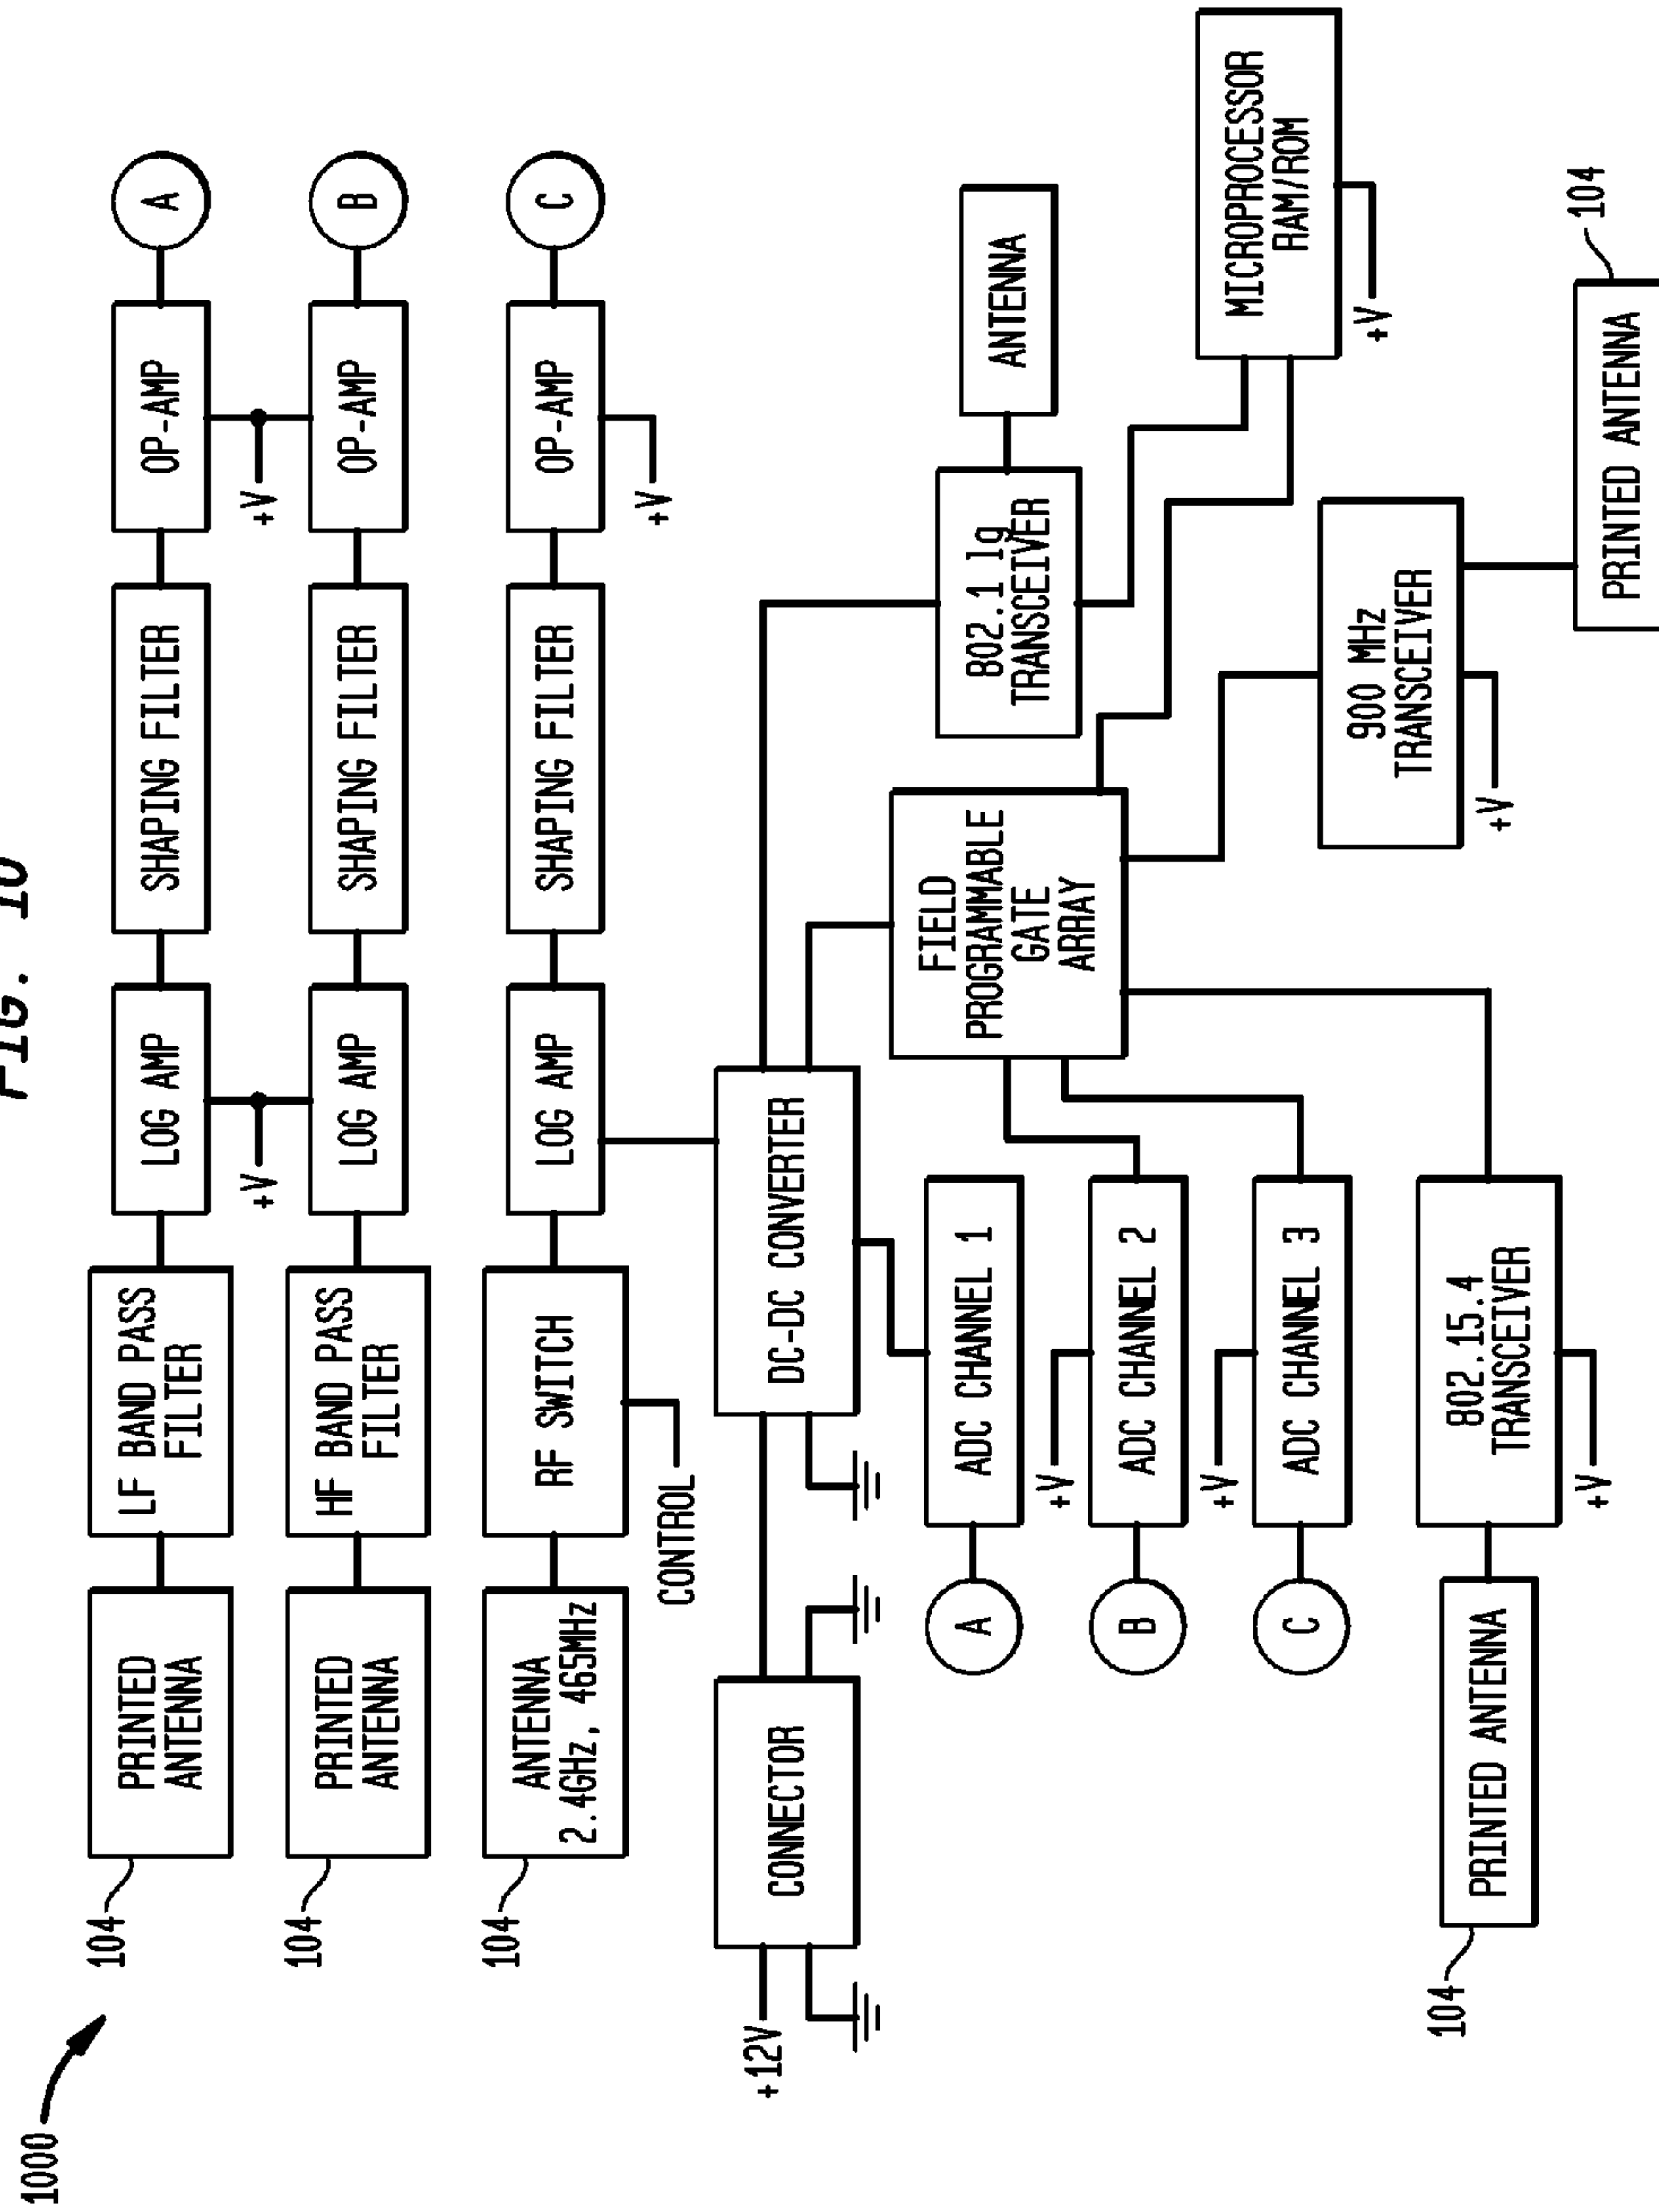 FIG. 10
1000
104
PRINTED
ANTENNA
LF BAND PASS
FILTER
LOG AMP
SHAPING FILTER
OP-AMP
A
+V
+V
104
PRINTED
ANTENNA
HF BAND PASS
FILTER
LOG AMP
SHAPING FILTER
OP-AMP
B
104
ANTENNA
2.4GHz, 465MHz
RF SWITCH
LOG AMP
SHAPING FILTER
OP-AMP
C
CONTROL
+V
+12V
CONNECTOR
DC-DC CONVERTER
802.1 1g
TRANSCEIVER
ANTENNA
FIELD
PROGRAMMABLE
GATE
ARRAY
MICROPROCESSOR
RAM/ROM
+V
A
ADC CHANNEL 1
+V
B
ADC CHANNEL 2
+V
C
ADC CHANNEL 3
900 MHz
TRANSCEIVER
+V
104
PRINTED ANTENNA
802.15.4
TRANSCEIVER
+V
104
PRINTED ANTENNA